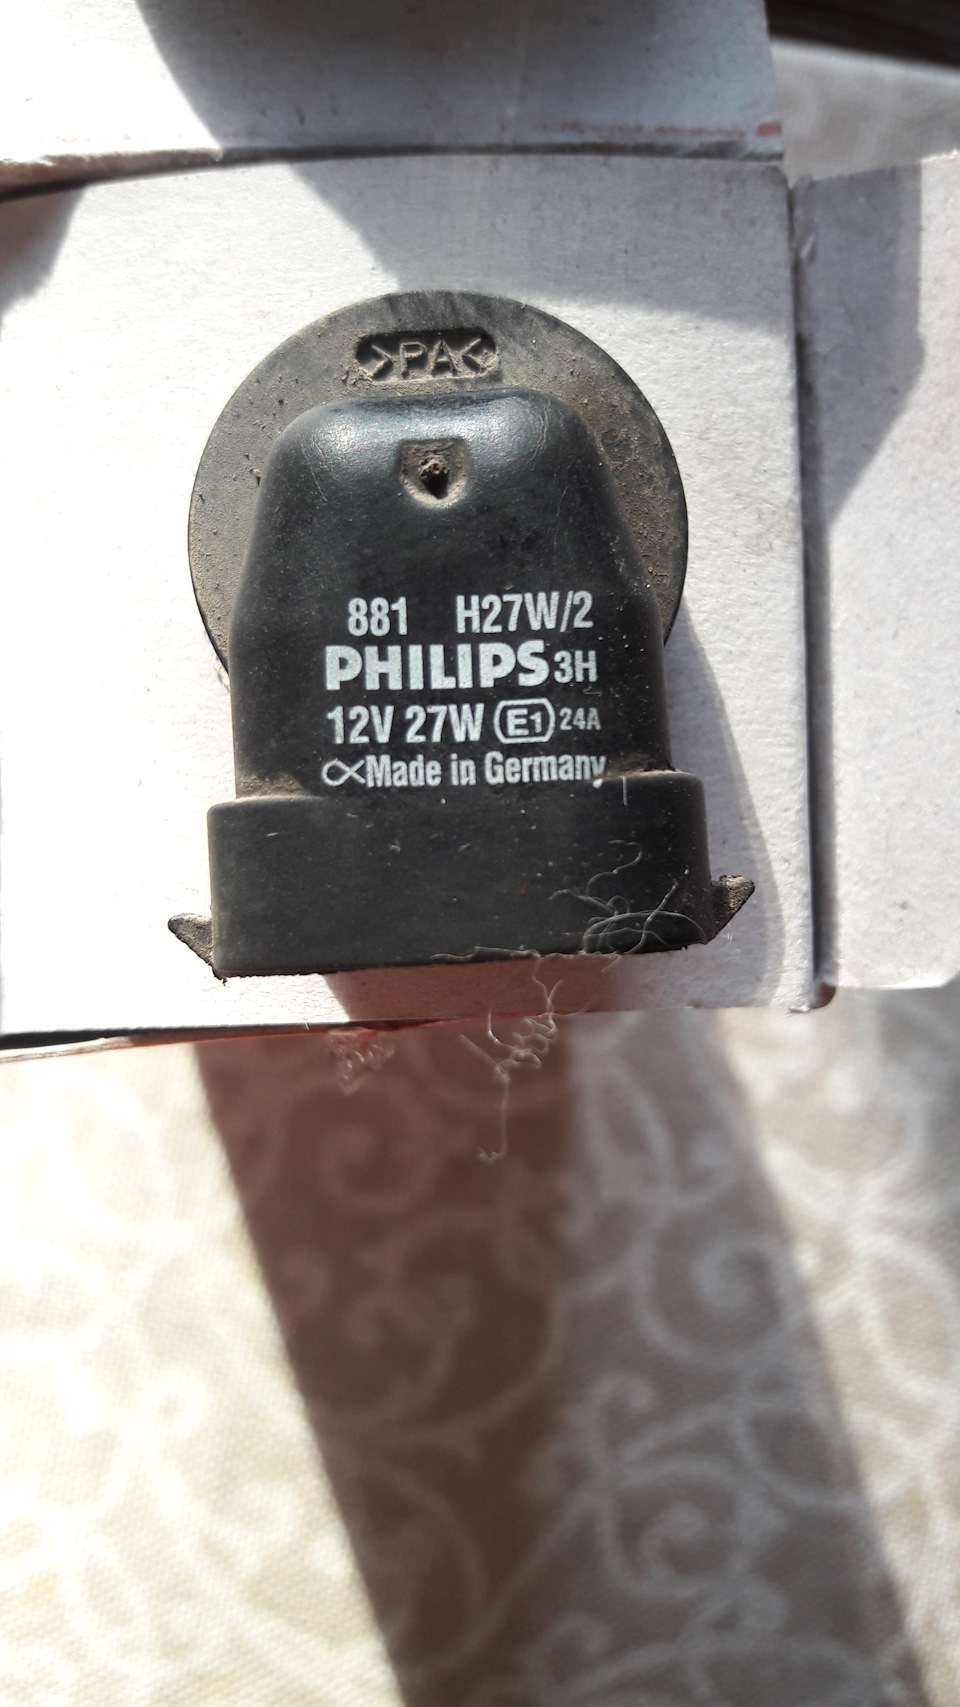 >PA<
881 H27W/2
PHILIPS 3H
12V 27W E1 24A
∝Made in Germany